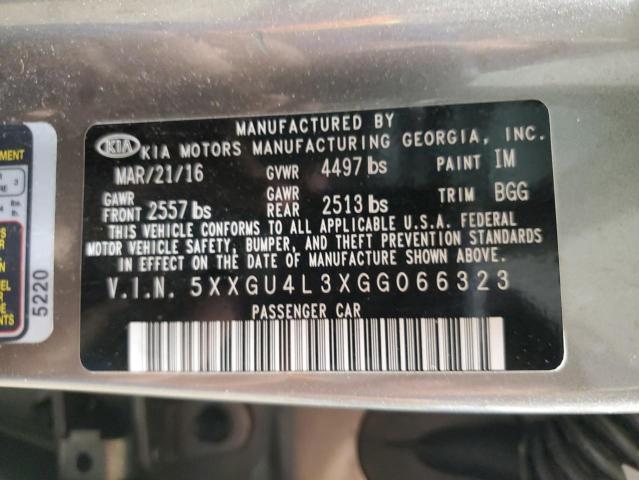 MANUFACTURED BY
KIA KIA MOTORS MANUFACTURING GEORGIA, INC.
MAR/21/16 GVWR 4497 lbs PAINT IM
GAWR FRONT 2557 lbs GAWR REAR 2513 lbs TRIM BGG
THIS VEHICLE CONFORMS TO ALL APPLICABLE U.S.A. FEDERAL
MOTOR VEHICLE SAFETY, BUMPER, AND THEFT PREVENTION STANDARDS
IN EFFECT ON THE DATE OF MANUFACTURE SHOWN ABOVE.
V.I.N. 5XXGU4L3XGG066323
PASSENGER CAR
5220